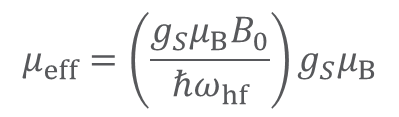 μ_eff = (g_S μ_B B_0 / ħω_hf) g_S μ_B